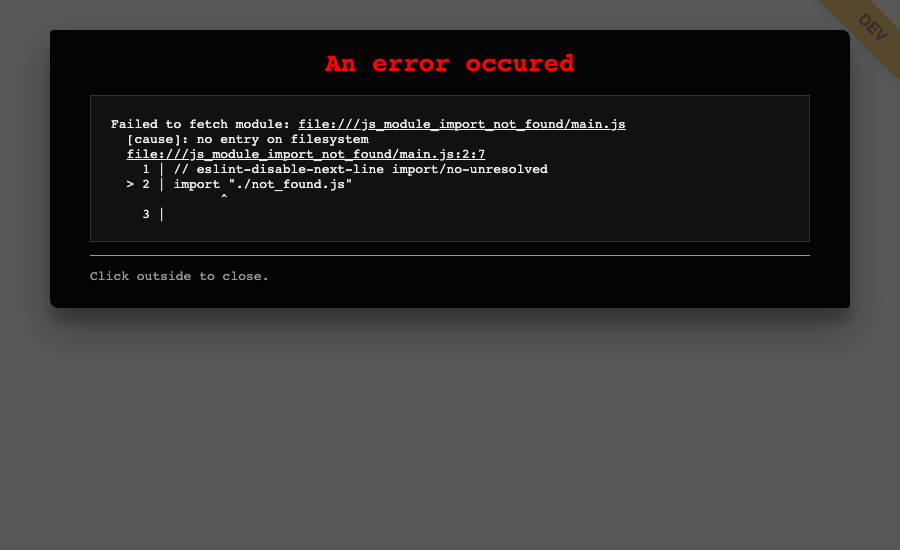 DEV
An error occured
Failed to fetch module: file:///js_module_import_not_found/main.js
  [cause]: no entry on filesystem
  file:///js_module_import_not_found/main.js:2:7
    1 | // eslint-disable-next-line import/no-unresolved
  > 2 | import "./not_found.js"
              ^
    3 |
Click outside to close.